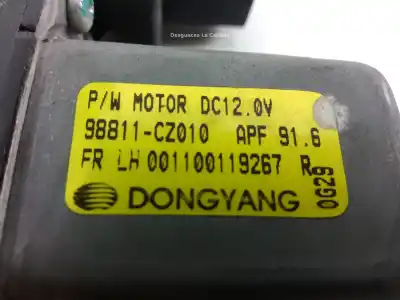 Desguaces La Cabaña
P/W MOTOR DC12.0V
98811-CZ010 APF 91.6
FR LH 001100119267 R
DONGYANG
0G29